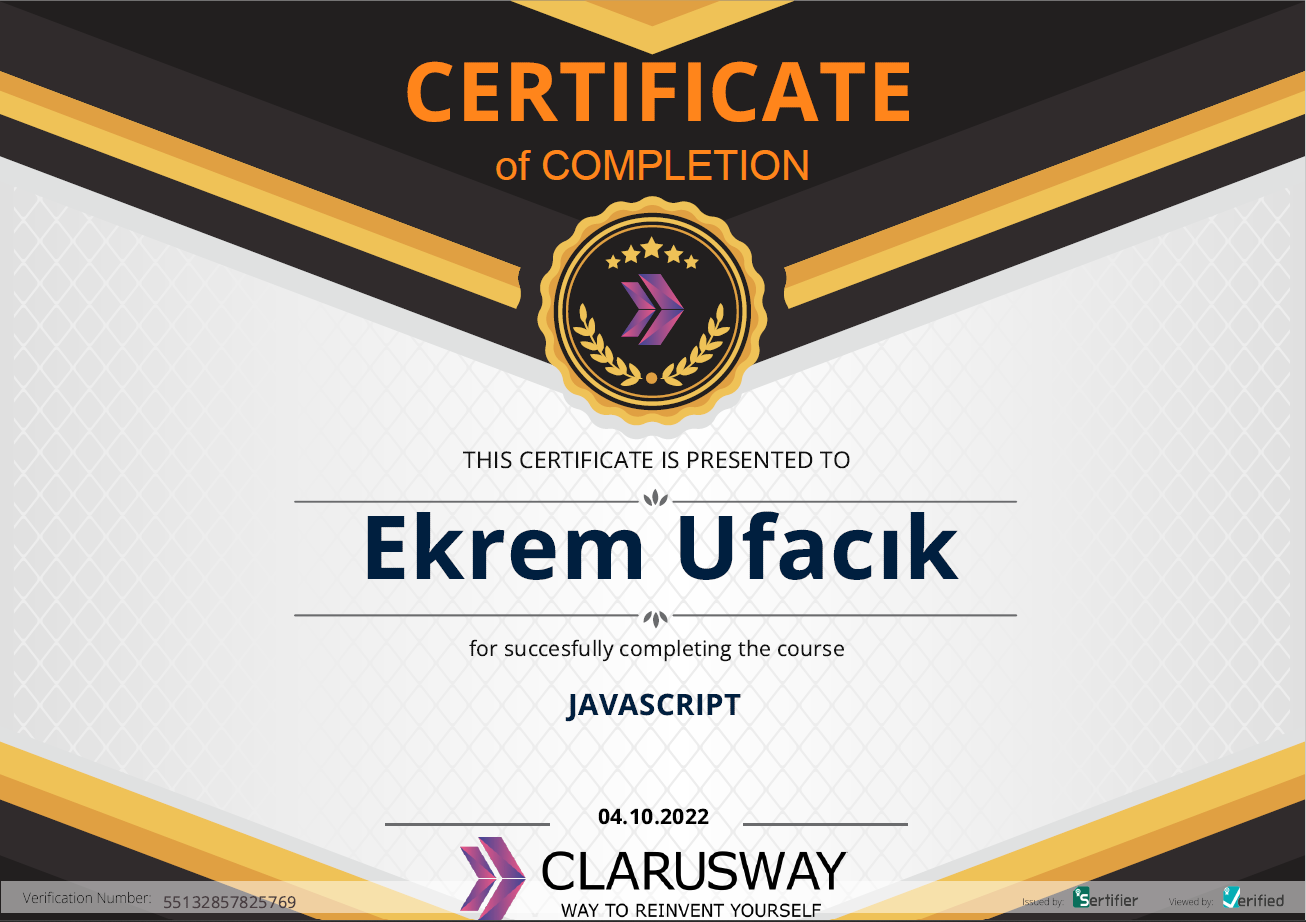 CERTIFICATE
of COMPLETION
THIS CERTIFICATE IS PRESENTED TO
Ekrem Ufacık
for succesfully completing the course
JAVASCRIPT
04.10.2022
CLARUSWAY
WAY TO REINVENT YOURSELF
Verification Number: 55132857825769
Issued by: Sertifier Viewed by: Verified